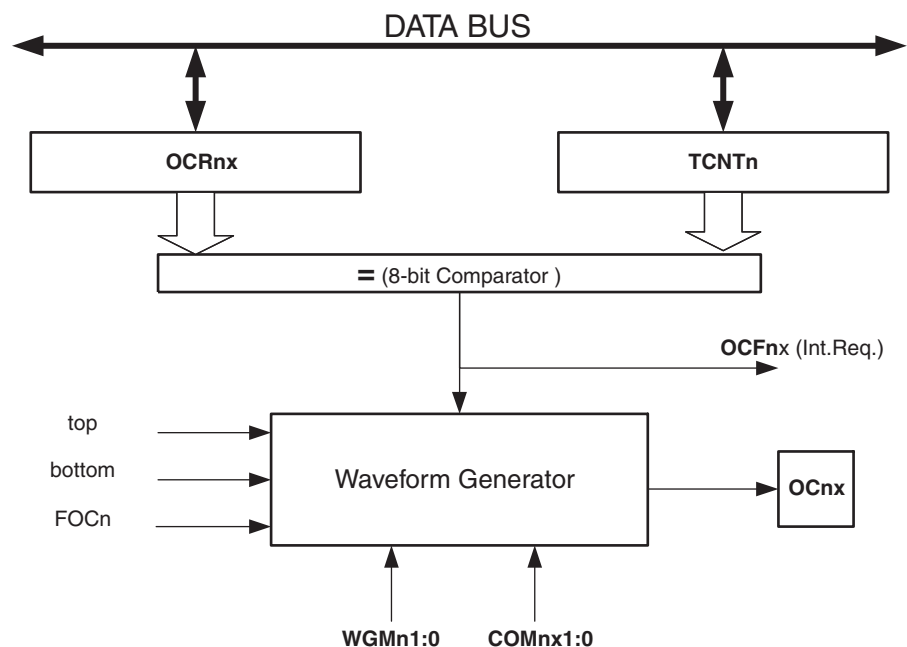 DATA BUS
OCRnx
TCNTn
= (8-bit Comparator )
OCFnx (Int.Req.)
top
bottom
FOCn
Waveform Generator
OCnx
WGMn1:0
COMnx1:0